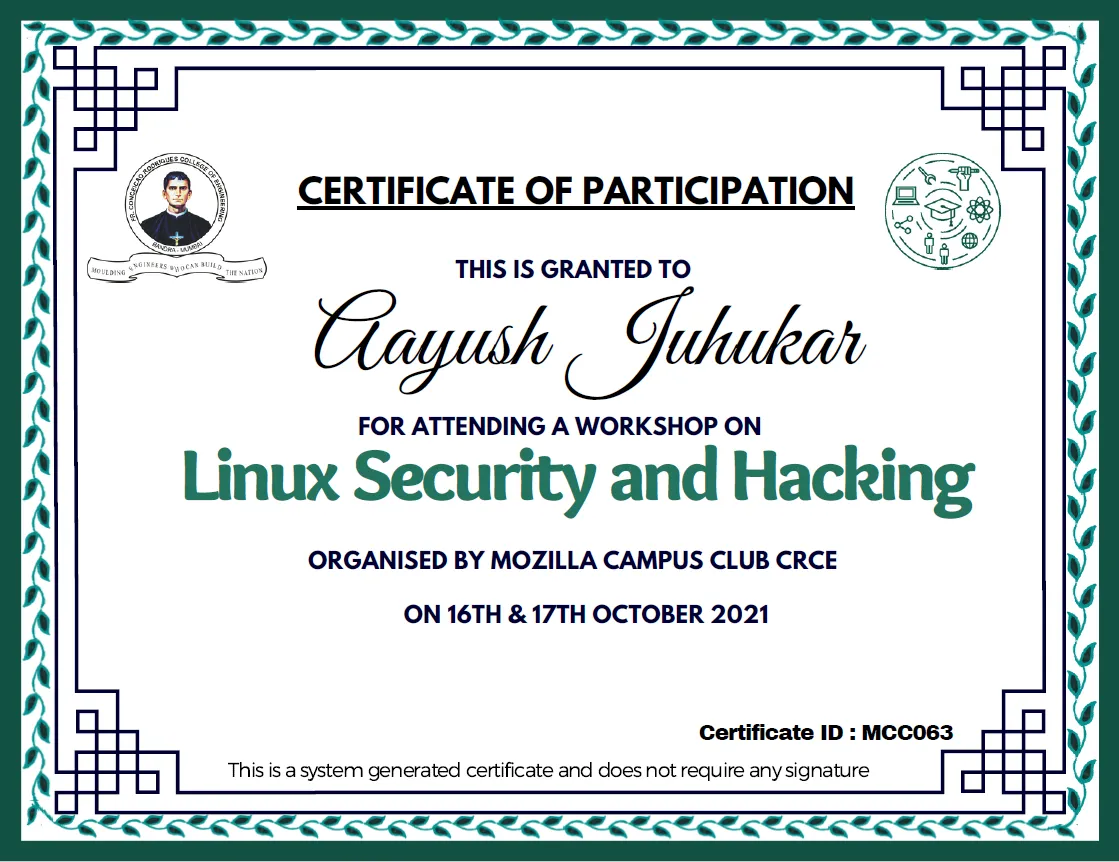 FR. CONCEICAO RODRIGUES COLLEGE OF ENGINEERING
BANDRA - MUMBAI
MOULDING ENGINEERS WHO CAN BUILD THE NATION
CERTIFICATE OF PARTICIPATION
THIS IS GRANTED TO
Aayush Juhukar
FOR ATTENDING A WORKSHOP ON
Linux Security and Hacking
ORGANISED BY MOZILLA CAMPUS CLUB CRCE
ON 16TH & 17TH OCTOBER 2021
Certificate ID : MCC063
This is a system generated certificate and does not require any signature